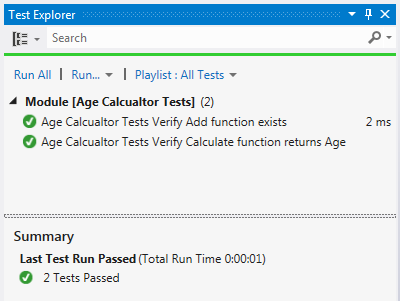 Test Explorer
Search
Run All | Run... | Playlist : All Tests
Module [Age Calcualtor Tests] (2)
Age Calcualtor Tests Verify Add function exists 2 ms
Age Calcualtor Tests Verify Calculate function returns Age
Summary
Last Test Run Passed (Total Run Time 0:00:01)
2 Tests Passed